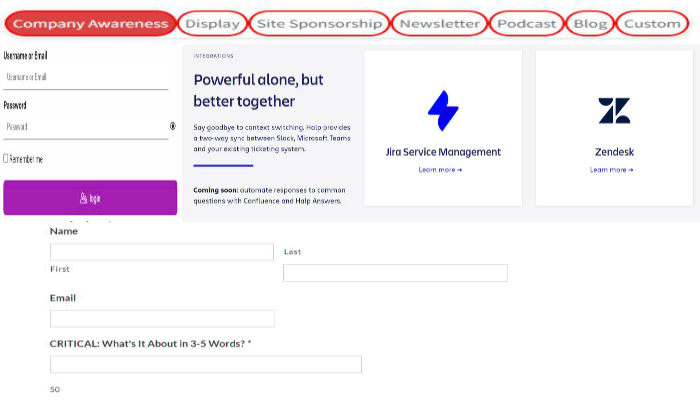 Company Awareness Display Site Sponsorship Newsletter Podcast Blog Custom
Username or Email
Username or Email
Password
Password
Remember me
login
INTEGRATIONS
Powerful alone, but
better together
Say goodbye to context switching. Halp provides
a two-way sync between Slack, Microsoft Teams
and your existing ticketing system.
Coming soon: automate responses to common
questions with Confluence and Halp Answers.
Jira Service Management
Learn more →
Zendesk
Learn more →
Name
First
Last
Email
CRITICAL: What's It About in 3-5 Words? *
50